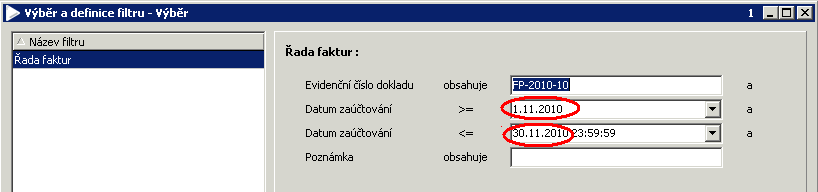 Výběr a definice filtru - Výběr 1
Název filtru
Řada faktur
Řada faktur :
Evidenční číslo dokladu obsahuje FP-2010-10 a
Datum zaúčtování >= 1.11.2010 a
Datum zaúčtování <= 30.11.2010 23:59:59 a
Poznámka obsahuje